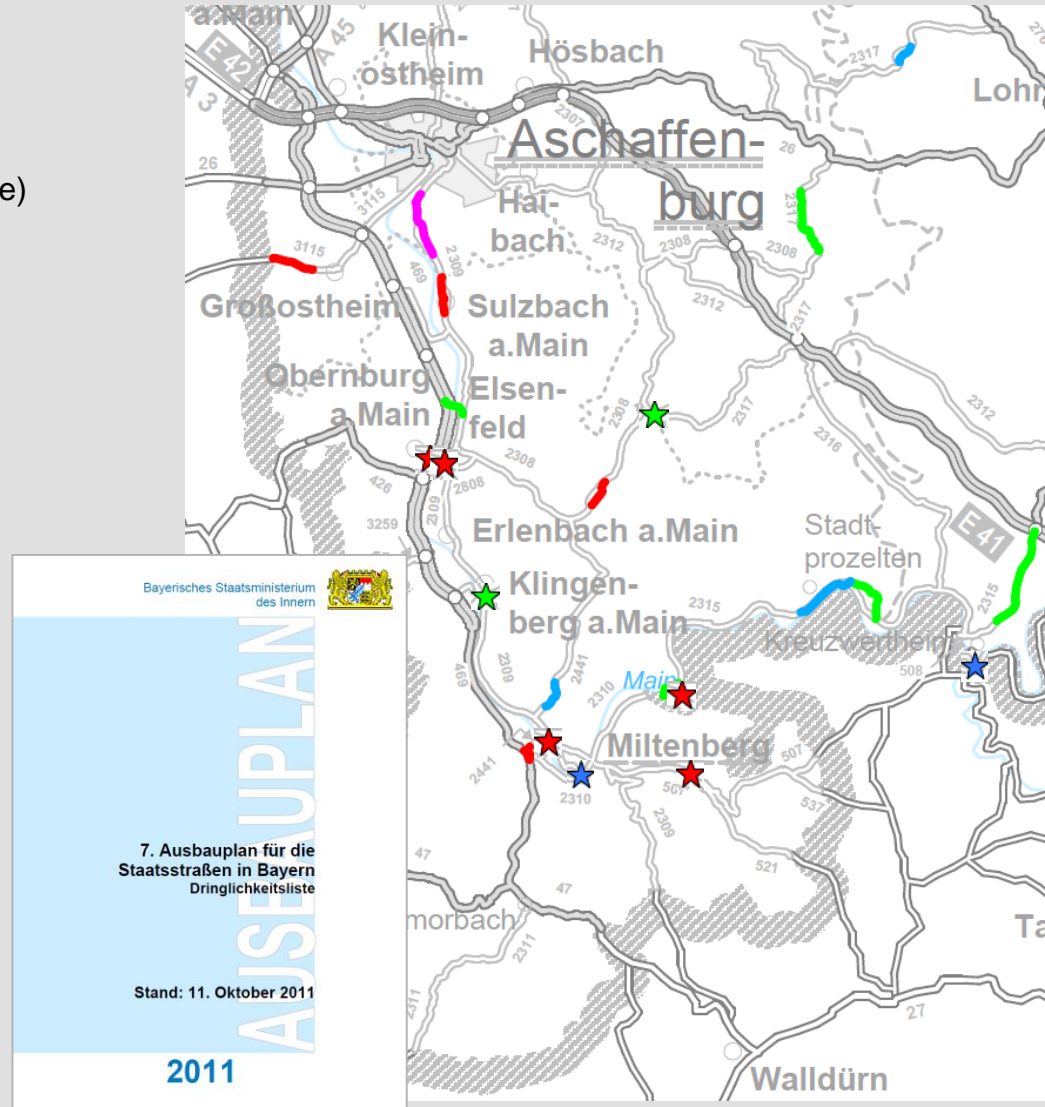 e)
a.Main
E 42
A 45
Klein-
ostheim
Hösbach
2317
Lohr
A 3
2307
26
Aschaffen-
burg
26
3115
Hai-
bach
2312
2308
2308
2317
3115
469
2309
2312
Großostheim
Sulzbach
a.Main
2317
Obernburg
a.Main
Elsen-
feld
2308
2317
2312
2316
2308
426
2808
2309
3259
Erlenbach a.Main
Stadt-
prozelten
E 41
Klingen-
berg a.Main
2315
2315
Kreuzwertheim
508
469
2309
2441
2310
Main
Miltenberg
507
2441
2310
507
537
2309
521
47
47
morbach
2311
2311
Ta
27
Walldürn
Bayerisches Staatsministerium
des Innern
AUSBAUPLAN
7. Ausbauplan für die
Staatsstraßen in Bayern
Dringlichkeitsliste
Stand: 11. Oktober 2011
2011